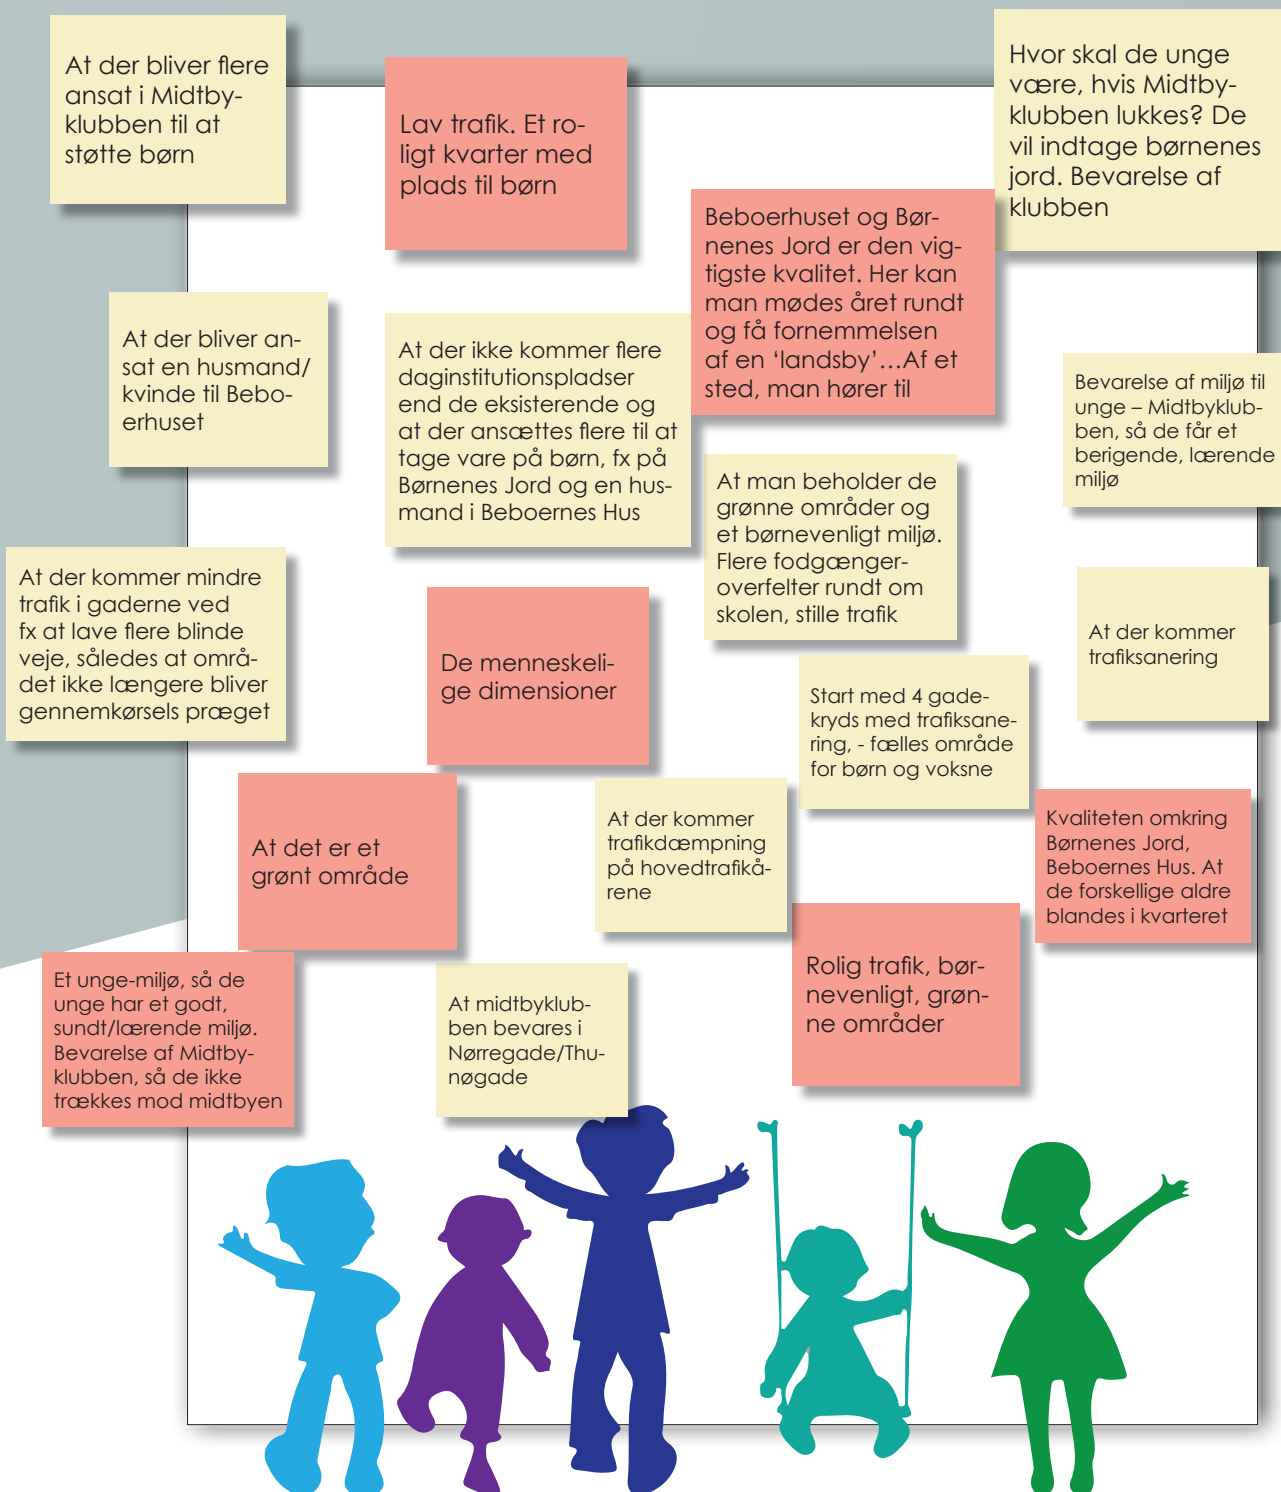 At der bliver flere
ansat i Midtby-
klubben til at
støtte børn
Lav trafik. Et ro-
ligt kvarter med
plads til børn
Hvor skal de unge
være, hvis Midtby-
klubben lukkes? De
vil indtage børnenes
jord. Bevarelse af
klubben
Beboerhuset og Bør-
nenes Jord er den vig-
tigste kvalitet. Her kan
man mødes året rundt
og få fornemmelsen
af en ‘landsby’…Af et
sted, man hører til
At der bliver an-
sat en husmand/
kvinde til Bebo-
erhuset
At der ikke kommer flere
daginstitutionspladser
end de eksisterende og
at der ansættes flere til at
tage vare på børn, fx på
Børnenes Jord og en hus-
mand i Beboernes Hus
Bevarelse af miljø til
unge – Midtbyklub-
ben, så de får et
berigende, lærende
miljø
At man beholder de
grønne områder og
et børnevenligt miljø.
Flere fodgænger-
overfelter rundt om
skolen, stille trafik
At der kommer mindre
trafik i gaderne ved
fx at lave flere blinde
veje, således at områ-
det ikke længere bliver
gennemkørsels præget
De menneskeli-
ge dimensioner
At der kommer
trafiksanering
Start med 4 gade-
kryds med trafiksane-
ring, - fælles område
for børn og voksne
At det er et
grønt område
At der kommer
trafikdæmpning
på hovedtrafikå-
rene
Kvaliteten omkring
Børnenes Jord,
Beboernes Hus. At
de forskellige aldre
blandes i kvarteret
Rolig trafik, bør-
nevenligt, grøn-
ne områder
Et unge-miljø, så de
unge har et godt,
sundt/lærende miljø.
Bevarelse af Midtby-
klubben, så de ikke
trækkes mod midtbyen
At midtbyklub-
ben bevares i
Nørregade/Thu-
nøgade